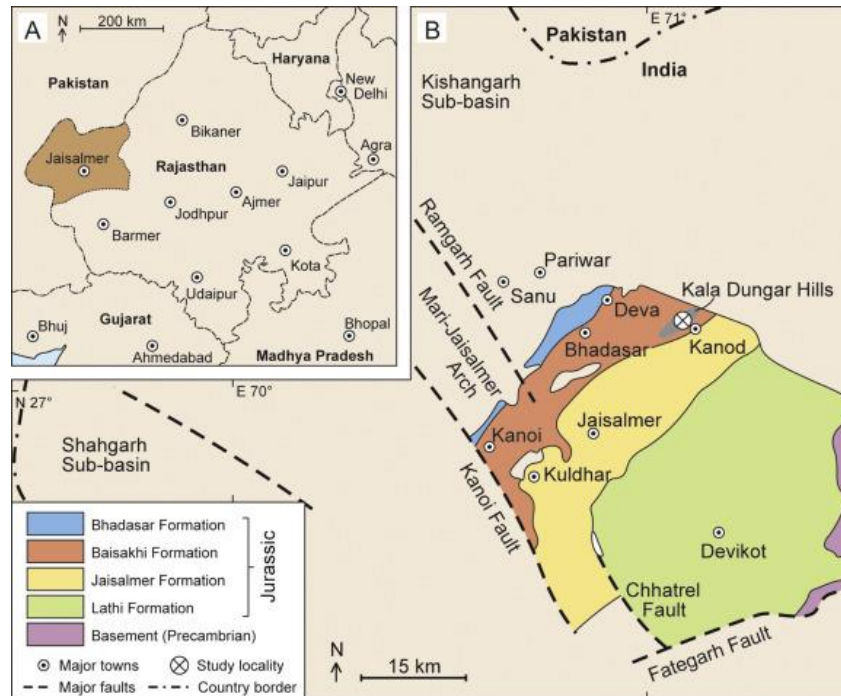 A
N
200 km
Haryana
New
Delhi
Pakistan
Bikaner
Agra
Jaisalmer
Rajasthan
Jaipur
Ajmer
Jodhpur
Barmer
Kota
Udaipur
Gujarat
Bhuj
Bhopal
Ahmedabad
Madhya Pradesh
B
E 71°
Pakistan
India
Kishangarh
Sub-basin
Ramgarh Fault
Pariwar
Sanu
Kala Dungar Hills
Mari-Jaisalmer
Arch
Deva
Bhadasar
Kanod
N 27°
E 70°
Shahgarh
Sub-basin
Jaisalmer
Kanoi
Kuldhar
Kanoi Fault
Devikot
Chhatrel
Fault
Fategarh Fault
N
15 km
Bhadasar Formation
Baisakhi Formation
Jaisalmer Formation
Lathi Formation
Jurassic
Basement (Precambrian)
Major towns
Study locality
Major faults
Country border